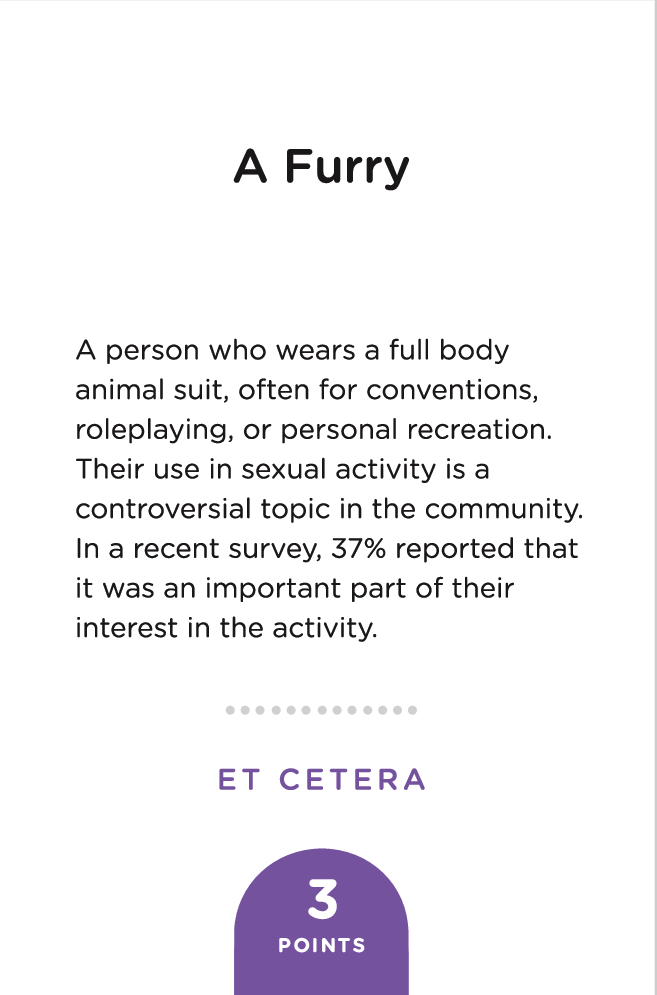 A Furry
A person who wears a full body
animal suit, often for conventions,
roleplaying, or personal recreation.
Their use in sexual activity is a
controversial topic in the community.
In a recent survey, 37% reported that
it was an important part of their
interest in the activity.
ET CETERA
3
POINTS